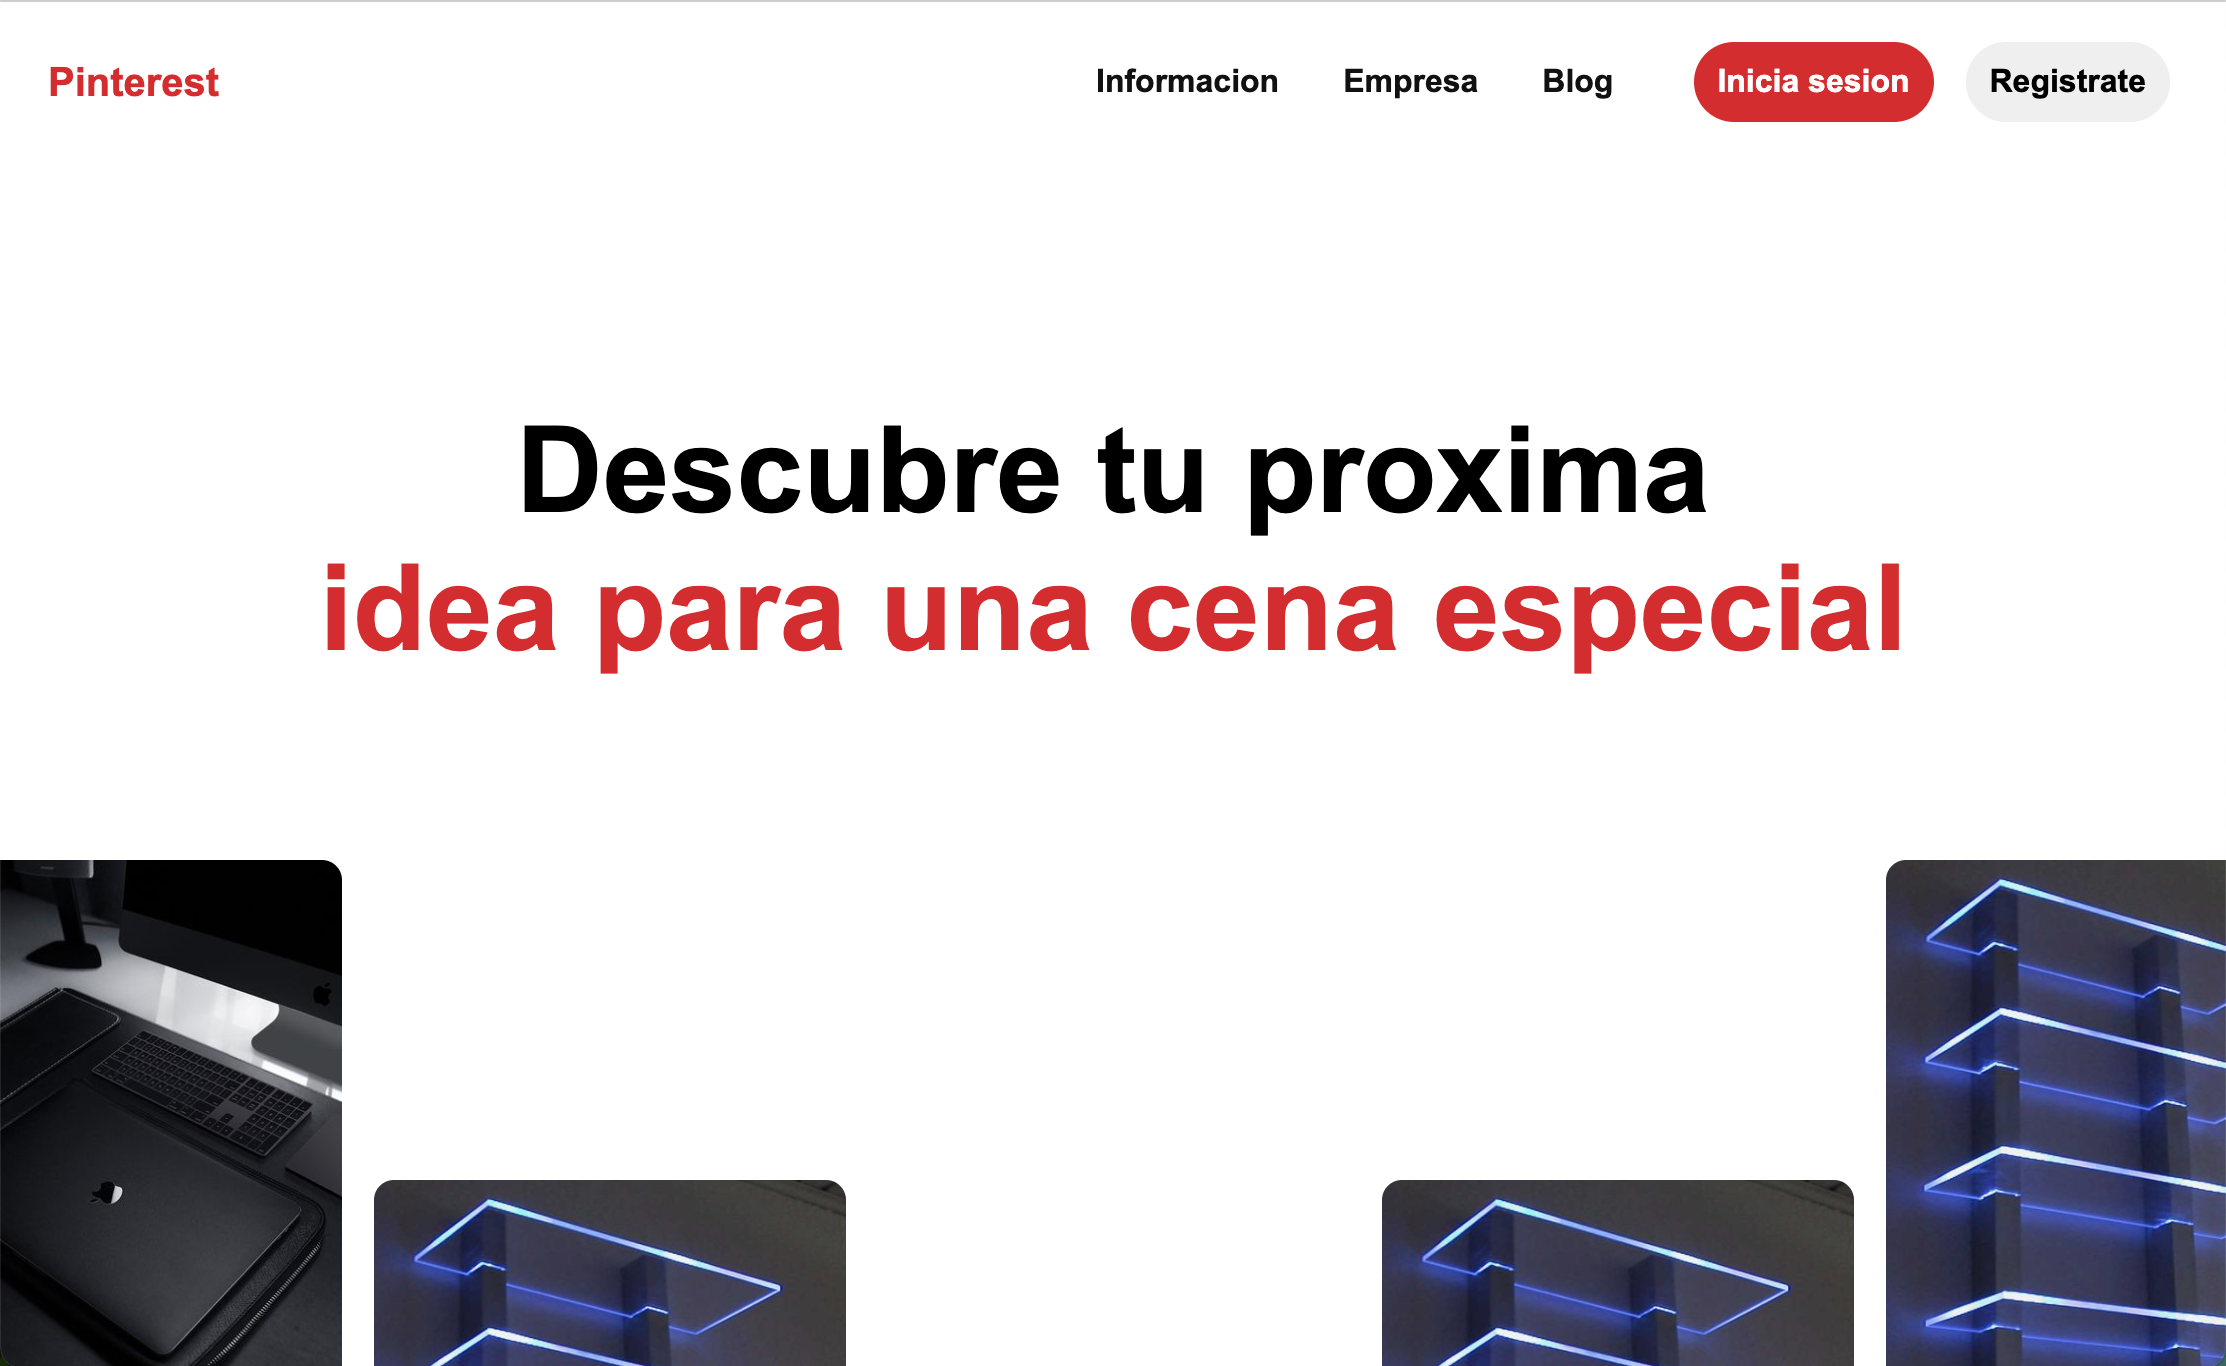 Pinterest
Informacion
Empresa
Blog
Inicia sesion
Registrate
Descubre tu proxima
idea para una cena especial